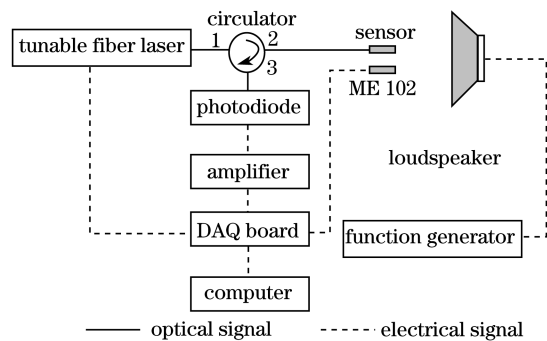 circulator
tunable fiber laser
1
2
3
sensor
ME 102
photodiode
loudspeaker
amplifier
DAQ board
function generator
computer
optical signal
electrical signal